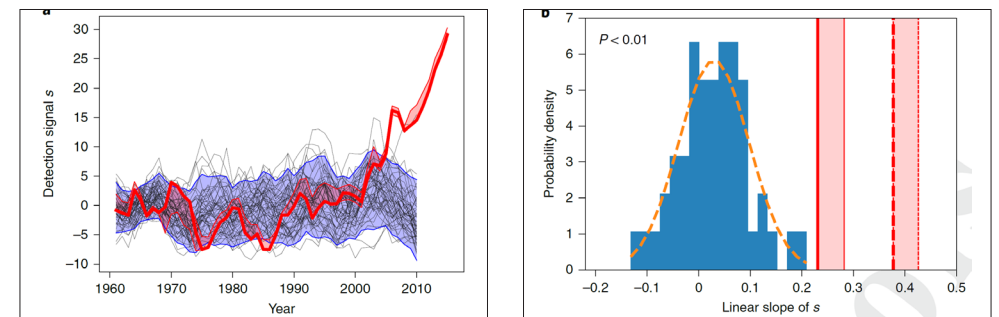 a
30
25
20
15
10
5
0
−5
−10
Detection signal s
1960 1970 1980 1990 2000 2010
Year
b
P < 0.01
7
6
5
4
3
2
1
0
Probability density
−0.2 −0.1 0 0.1 0.2 0.3 0.4 0.5
Linear slope of s